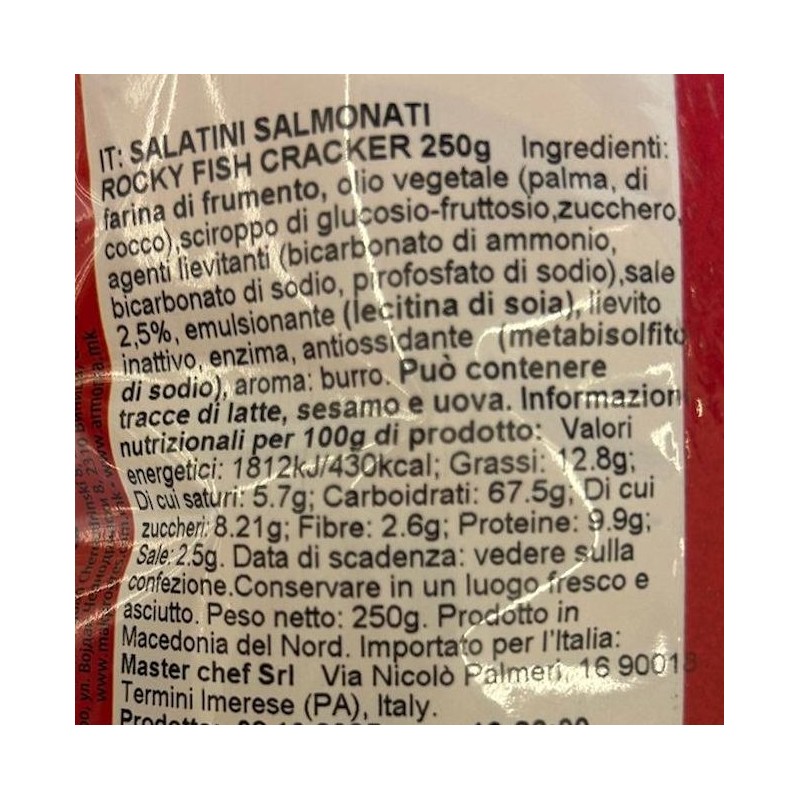 IT: SALATINI SALMONATI
ROCKY FISH CRACKER 250g Ingredienti:
farina di frumento, olio vegetale (palma, di
cocco),sciroppo di glucosio-fruttosio,zucchero,
agenti lievitanti (bicarbonato di ammonio,
bicarbonato di sodio, pirofosfato di sodio),sale
2,5%, emulsionante (lecitina di soia), lievito
inattivo, enzima, antiossidante (metabisolfito
di sodio), aroma: burro. Può contenere
tracce di latte, sesamo e uova. Informazioni
nutrizionali per 100g di prodotto: Valori
energetici: 1812kJ/430kcal; Grassi: 12.8g;
Di cui saturi: 5.7g; Carboidrati: 67.5g; Di cui
zuccheri: 8.21g; Fibre: 2.6g; Proteine: 9.9g;
Sale: 2.5g. Data di scadenza: vedere sulla
confezione.Conservare in un luogo fresco e
asciutto. Peso netto: 250g. Prodotto in
Macedonia del Nord. Importato per l'Italia:
Master chef Srl Via Nicolò Palmeri, 16 90018
Termini Imerese (PA), Italy.